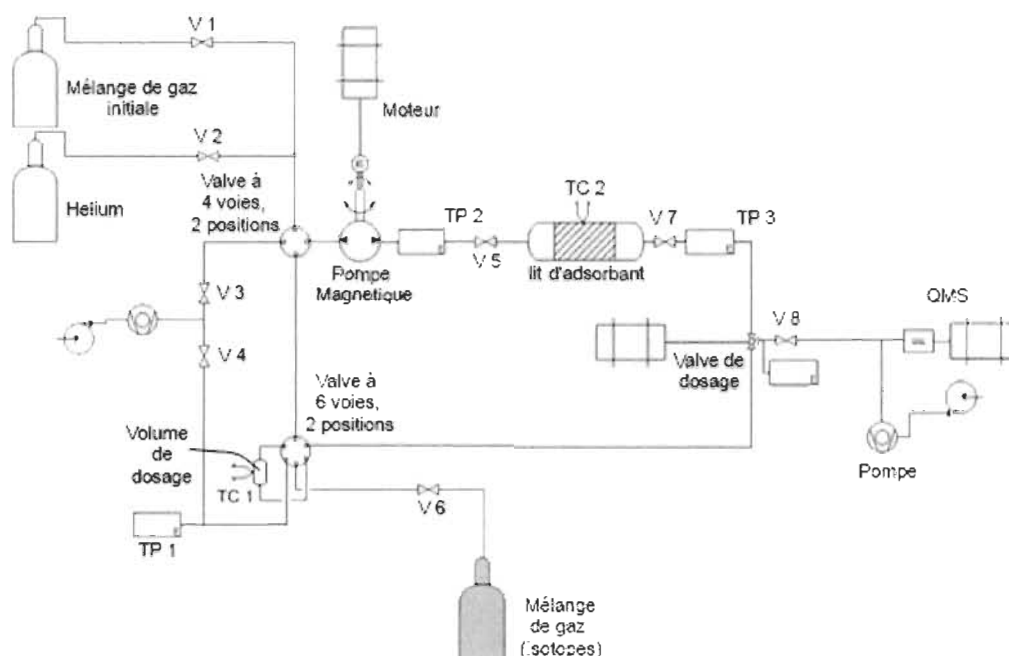 V 1
Mélange de gaz
initiale
Moteur
V 2
Helium
Valve à
4 voies,
2 positions
TC 2
TP 2
V 7
TP 3
V 5
Pompe
Magnetique
lit d'adsorbant
V 3
QMS
V 8
V 4
Valve de
dosage
Valve à
6 voies,
2 positions
Volume
de
dosage
Pompe
TC 1
V 6
TP 1
Mélange
de gaz
(isotopes)